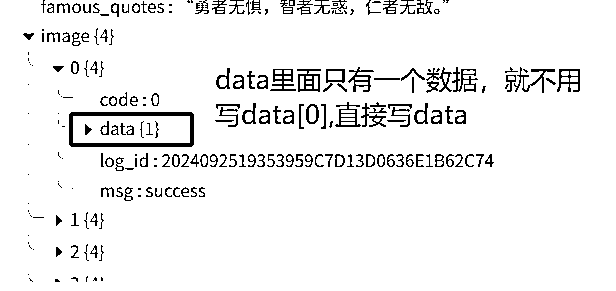 famous_quotes: “勇者无惧，智者无惑，仁者无敌。”
image {4}
0 {4}
code : 0
data {1}
log_id : 2024092519353959C7D13D0636E1B62C74
msg : success
1 {4}
2 {4}
data里面只有一个数据，就不用
写data[0],直接写data